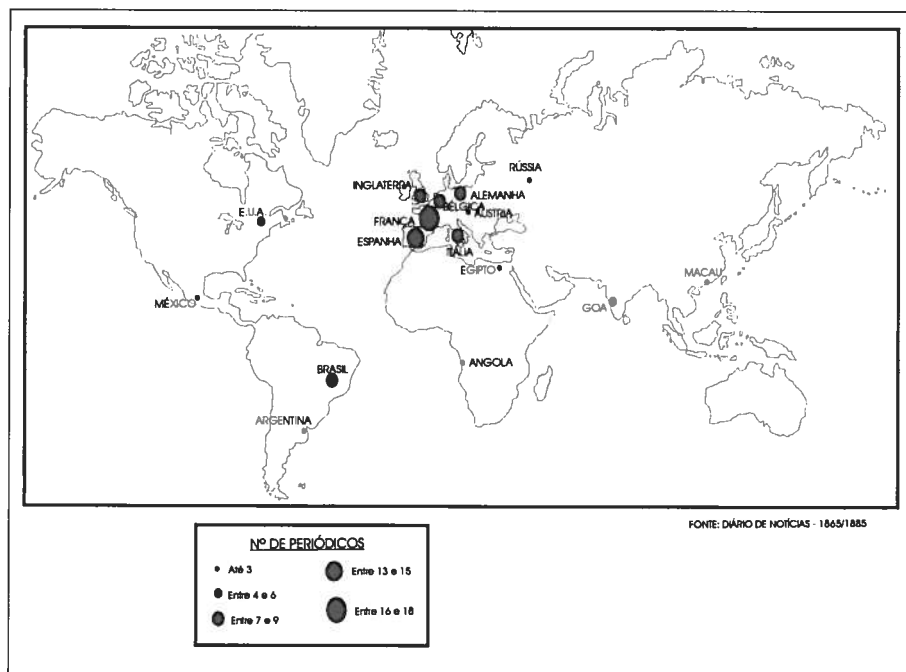 RÚSSIA
INGLATERRA
ALEMANHA
BÉLGICA
ÁUSTRIA
E.U.A
FRANÇA
ESPANHA
ITÁLIA
EGIPTO
MACAU
MÉXICO
GOA
ANGOLA
BRASIL
ARGENTINA
FONTE: DIÁRIO DE NOTÍCIAS - 1865/1885
Nº DE PERIÓDICOS
Até 3
Entre 4 e 6
Entre 7 e 9
Entre 13 e 15
Entre 16 e 18